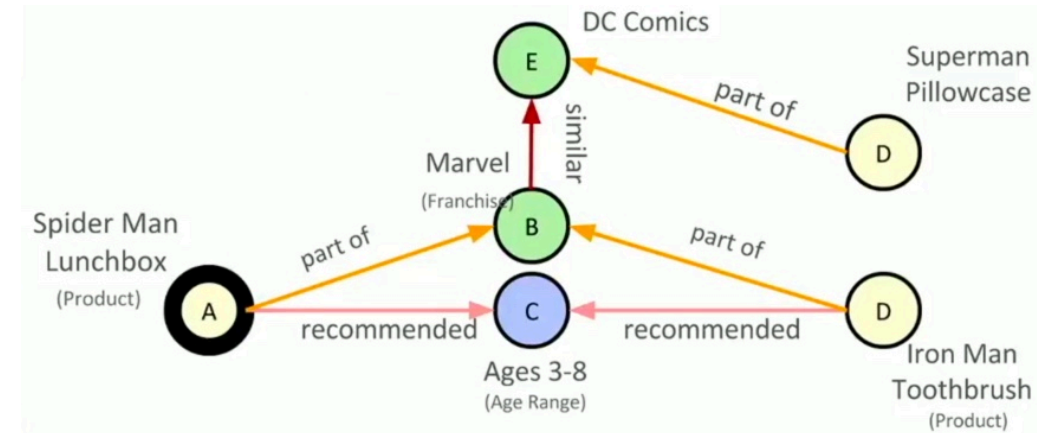 DC Comics
E
Superman
Pillowcase
part of
similar
D
Marvel
(Franchise)
B
Spider Man
Lunchbox
(Product)
part of
part of
A
recommended
C
recommended
D
Ages 3-8
(Age Range)
Iron Man
Toothbrush
(Product)